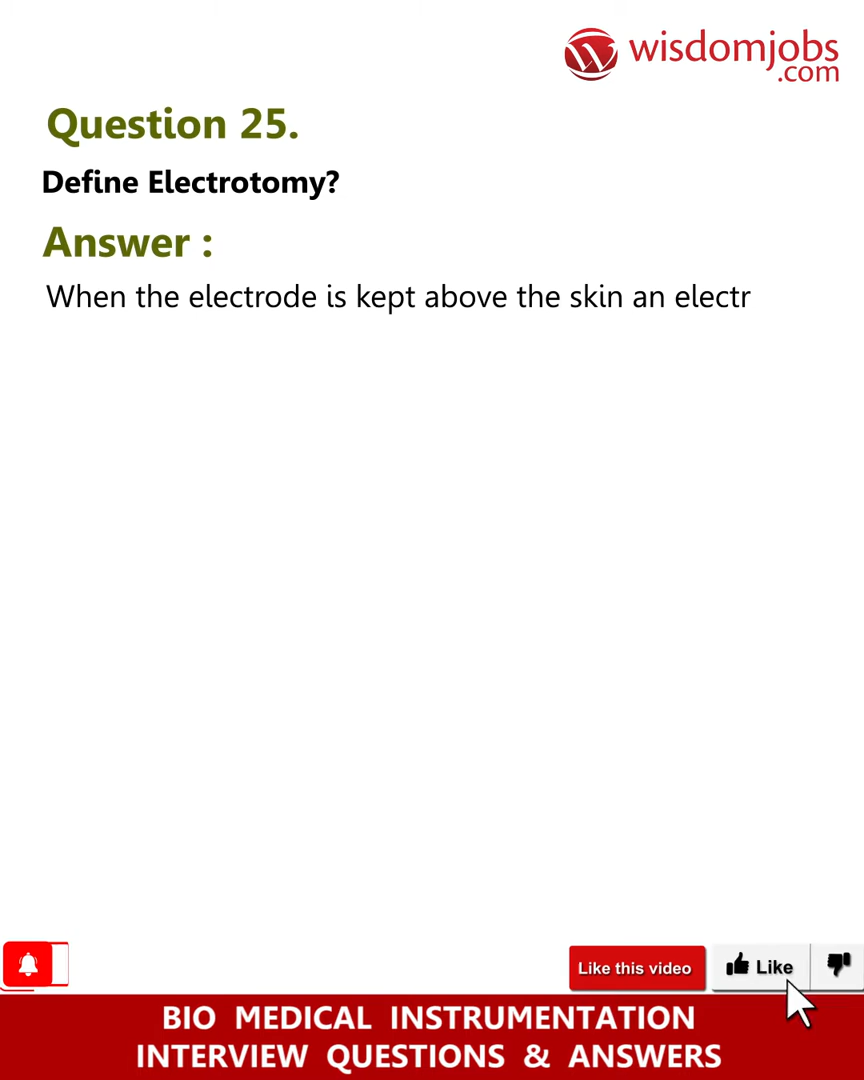 wisdomjobs
.com
Question 25.
Define Electrotomy?
Answer :
When the electrode is kept above the skin an electr
Like this video
Like
BIO MEDICAL INSTRUMENTATION
INTERVIEW QUESTIONS & ANSWERS